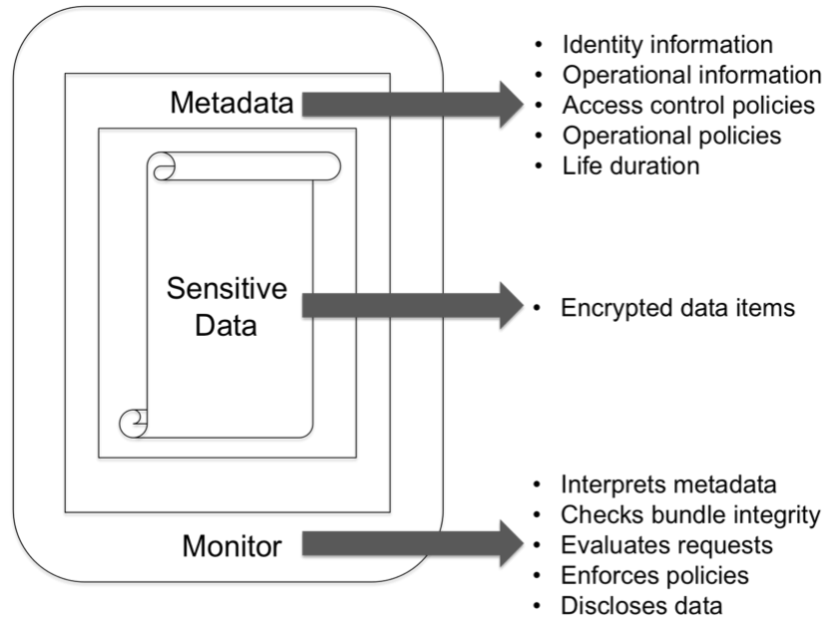 Metadata
• Identity information
• Operational information
• Access control policies
• Operational policies
• Life duration
Sensitive
Data
• Encrypted data items
Monitor
• Interprets metadata
• Checks bundle integrity
• Evaluates requests
• Enforces policies
• Discloses data